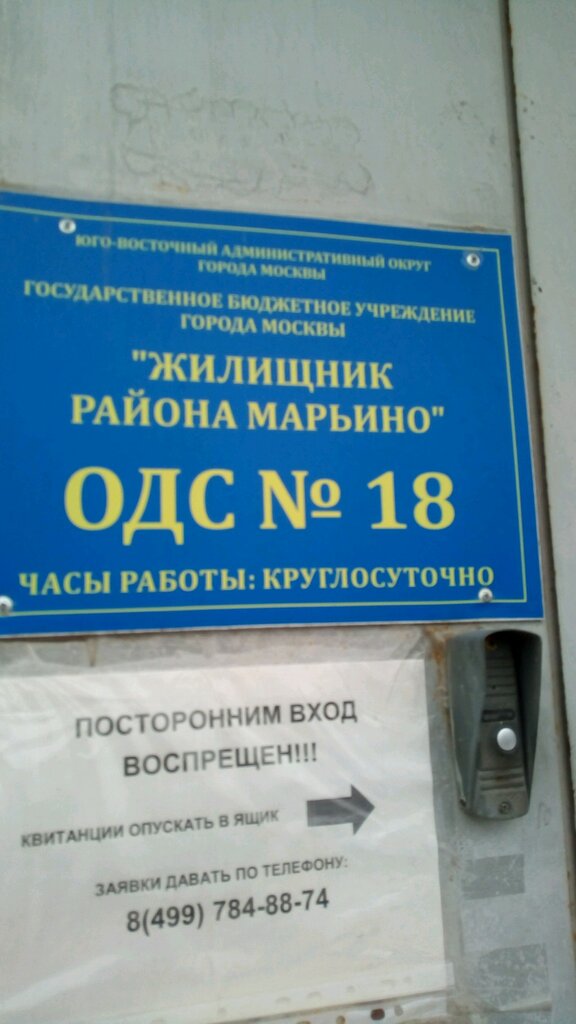 ЮГО-ВОСТОЧНЫЙ АДМИНИСТРАТИВНЫЙ ОКРУГ
ГОРОДА МОСКВЫ
ГОСУДАРСТВЕННОЕ БЮДЖЕТНОЕ УЧРЕЖДЕНИЕ
ГОРОДА МОСКВЫ
"ЖИЛИЩНИК
РАЙОНА МАРЬИНО"
ОДС № 18
ЧАСЫ РАБОТЫ: КРУГЛОСУТОЧНО
ПОСТОРОННИМ ВХОД
ВОСПРЕЩЕН!!!
КВИТАНЦИИ ОПУСКАТЬ В ЯЩИК
ЗАЯВКИ ДАВАТЬ ПО ТЕЛЕФОНУ:
8(499) 784-88-74